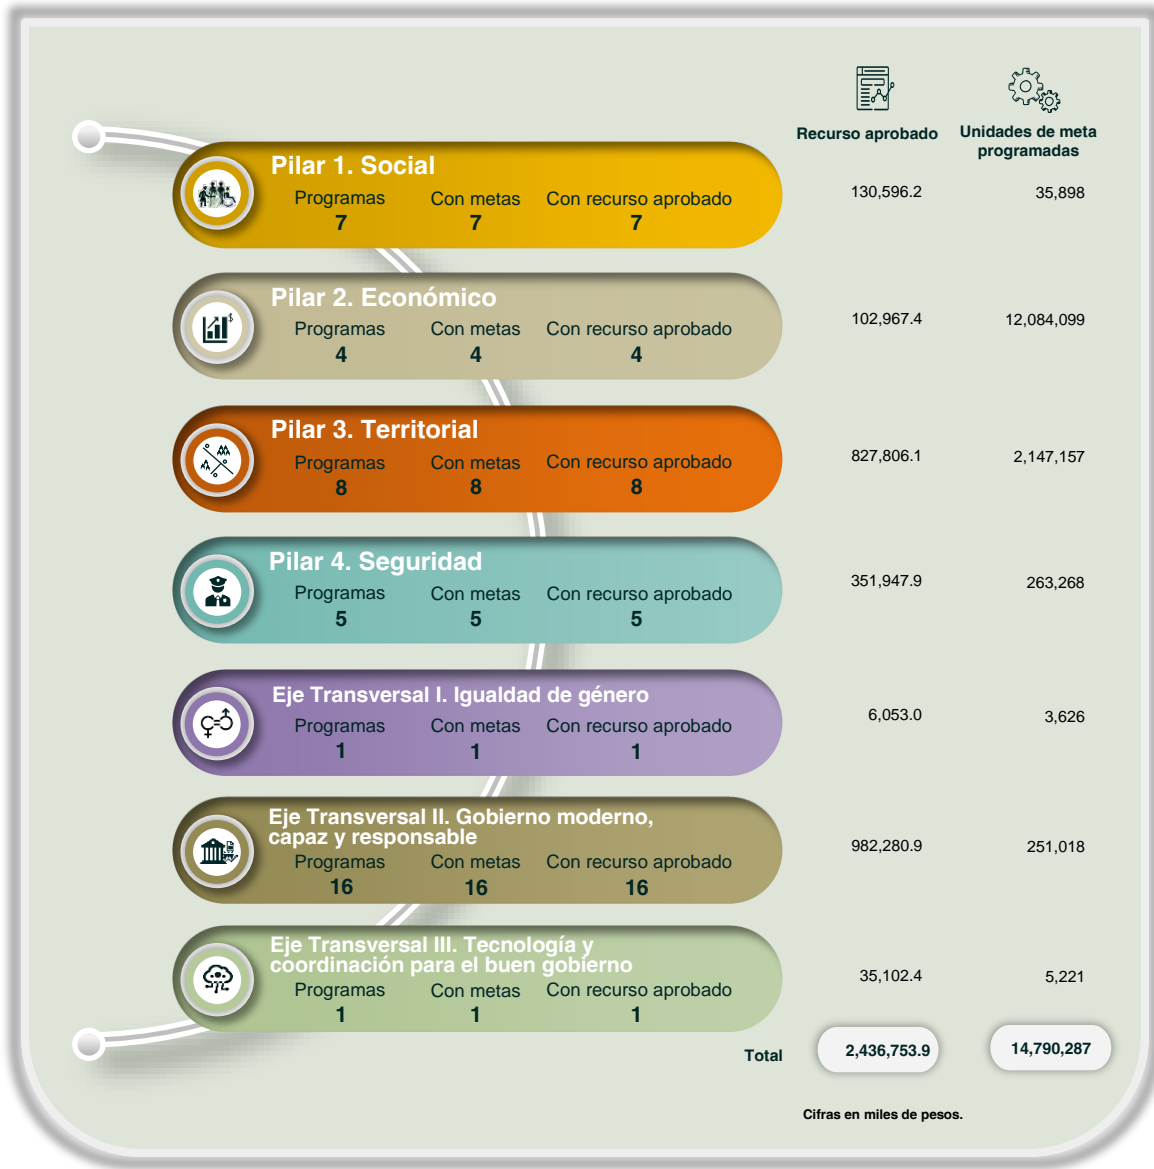 Recurso aprobado
Unidades de meta
programadas
Pilar 1. Social
Programas Con metas Con recurso aprobado
7 7 7
130,596.2 35,898
Pilar 2. Económico
Programas Con metas Con recurso aprobado
4 4 4
102,967.4 12,084,099
Pilar 3. Territorial
Programas Con metas Con recurso aprobado
8 8 8
827,806.1 2,147,157
Pilar 4. Seguridad
Programas Con metas Con recurso aprobado
5 5 5
351,947.9 263,268
Eje Transversal I. Igualdad de género
Programas Con metas Con recurso aprobado
1 1 1
6,053.0 3,626
Eje Transversal II. Gobierno moderno,
capaz y responsable
Programas Con metas Con recurso aprobado
16 16 16
982,280.9 251,018
Eje Transversal III. Tecnología y
coordinación para el buen gobierno
Programas Con metas Con recurso aprobado
1 1 1
35,102.4 5,221
Total 2,436,753.9 14,790,287
Cifras en miles de pesos.